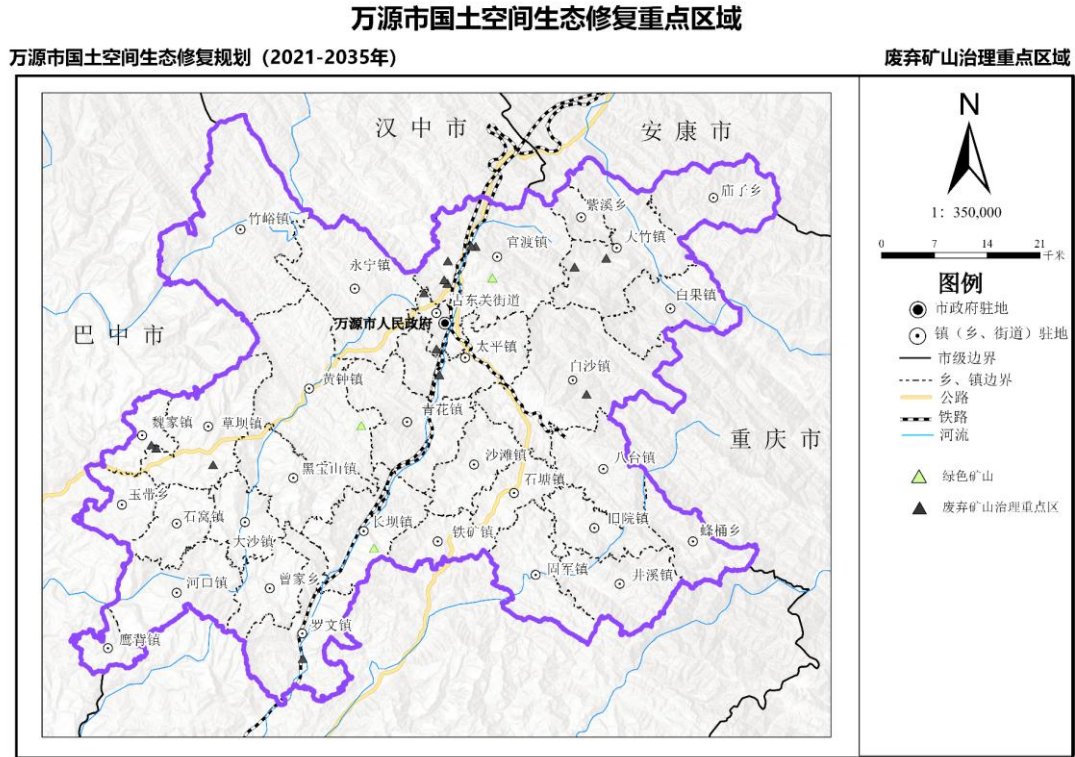 万源市国土空间生态修复重点区域
万源市国土空间生态修复规划（2021-2035年）
废弃矿山治理重点区域
汉中市
安康市
巴中市
重庆市
庙子乡
紫溪乡
竹峪镇
大竹镇
官渡镇
永宁镇
白果镇
古东关街道
万源市人民政府
太平镇
白沙镇
黄钟镇
青花镇
魏家镇
草坝镇
沙滩镇
八台镇
黑宝山镇
石塘镇
玉带乡
石窝镇
长坝镇
旧院镇
大沙镇
铁矿镇
蜂桶乡
固军镇
井溪镇
河口镇
曾家乡
罗文镇
鹰背镇
N
1: 350,000
0 7 14 21
千米
图例
市政府驻地
镇（乡、街道）驻地
市级边界
乡、镇边界
公路
铁路
河流
绿色矿山
废弃矿山治理重点区